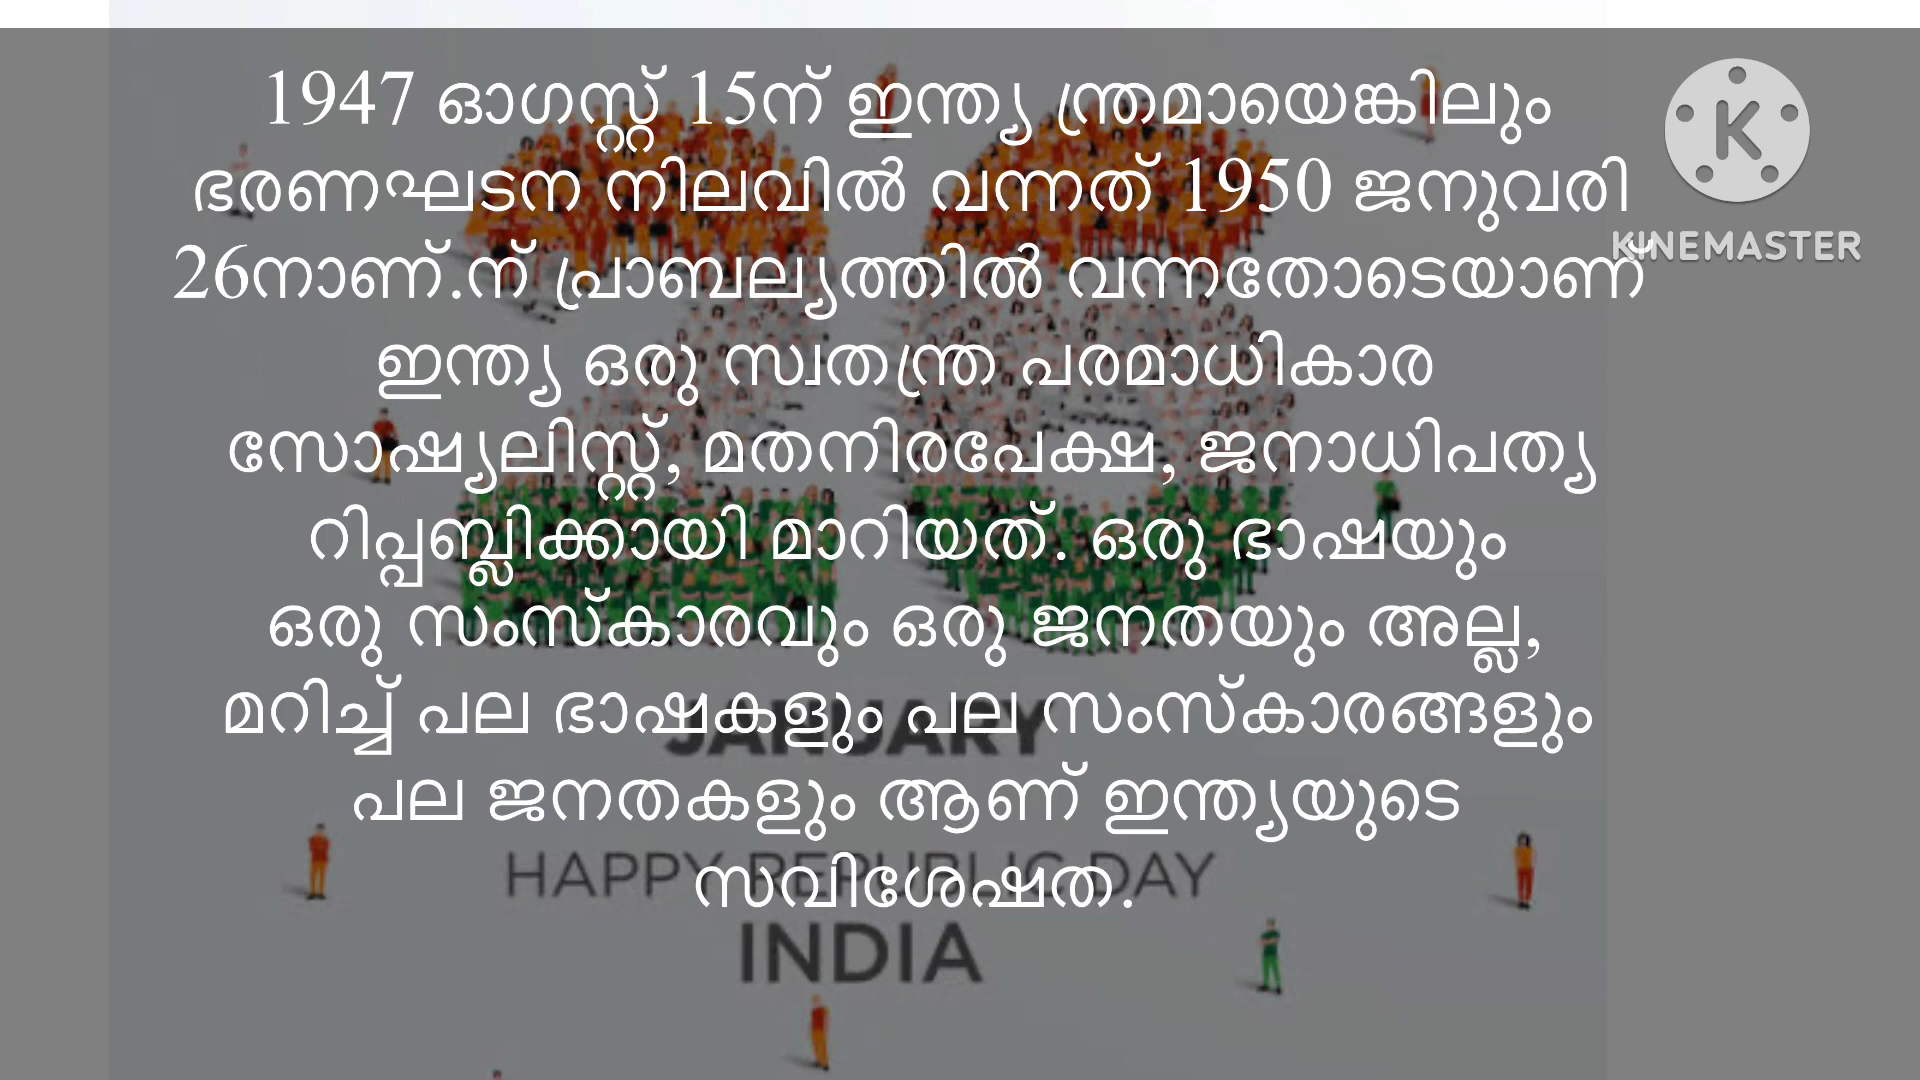 1947 ഓഗസ്റ്റ് 15ന് ഇന്ത്യ ന്ത്രമായെങ്കിലും
ഭരണഘടന നിലവിൽ വന്നത് 1950 ജനുവരി
26നാണ്.ന് പ്രാബല്യത്തിൽ വന്നതോടെയാണ്
ഇന്ത്യ ഒരു സ്വതന്ത്ര പരമാധികാര
സോഷ്യലിസ്റ്റ്, മതനിരപേക്ഷ, ജനാധിപത്യ
റിപ്പബ്ലിക്കായി മാറിയത്. ഒരു ഭാഷയും
ഒരു സംസ്കാരവും ഒരു ജനതയും അല്ല,
മറിച്ച് പല ഭാഷകളും പല സംസ്കാരങ്ങളും
പല ജനതകളും ആണ് ഇന്ത്യയുടെ
സവിശേഷത.
26
JANUARY
HAPPY REPUBLIC DAY
INDIA
K
KINEMASTER